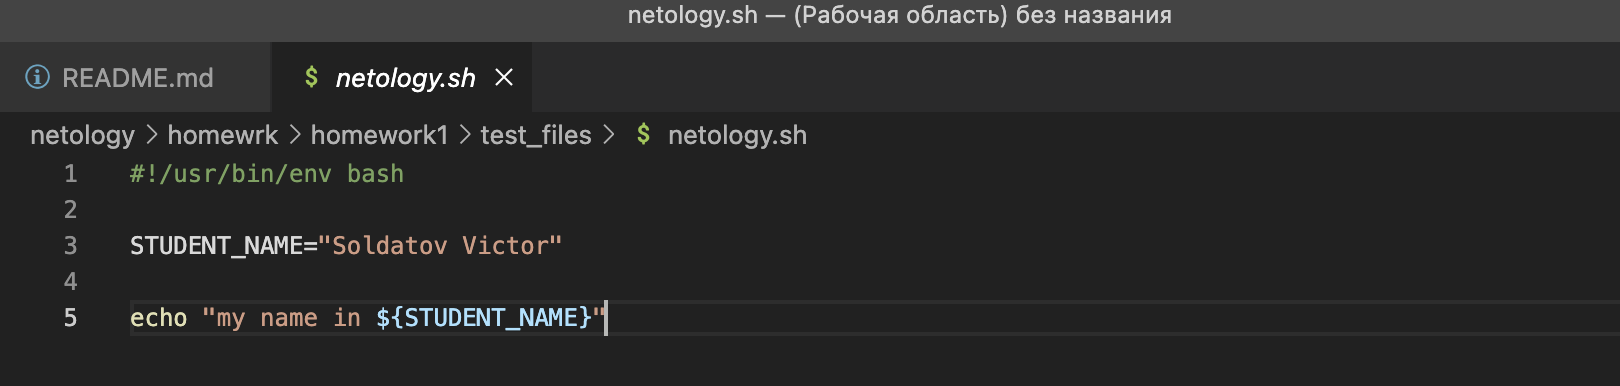 netology.sh — (Рабочая область) без названия
README.md $ netology.sh ×
netology > homewrk > homework1 > test_files > $ netology.sh
1 #!/usr/bin/env bash
2
3 STUDENT_NAME="Soldatov Victor"
4
5 echo "my name in ${STUDENT_NAME}"